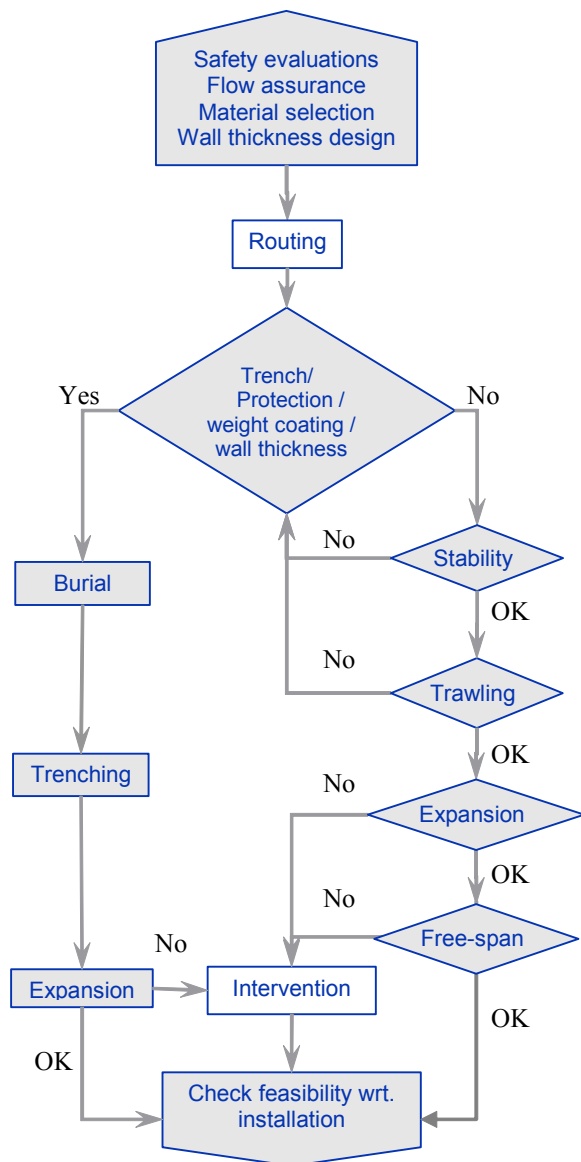 Safety evaluations
Flow assurance
Material selection
Wall thickness design
Routing
Yes
Trench/
Protection /
weight coating /
wall thickness
No
No
Stability
Burial
OK
No
Trawling
OK
Trenching
No
Expansion
OK
No
Free-span
No
Expansion
Intervention
OK
OK
Check feasibility wrt.
installation